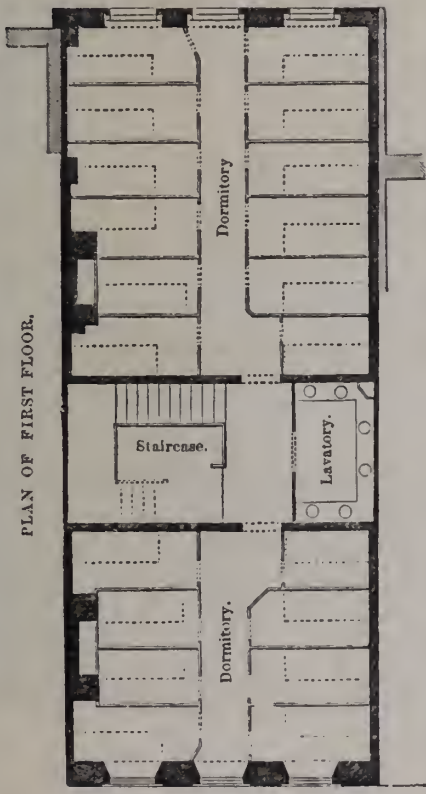 PLAN OF FIRST FLOOR.
Dormitory
Staircase.
Lavatory.
Dormitory.